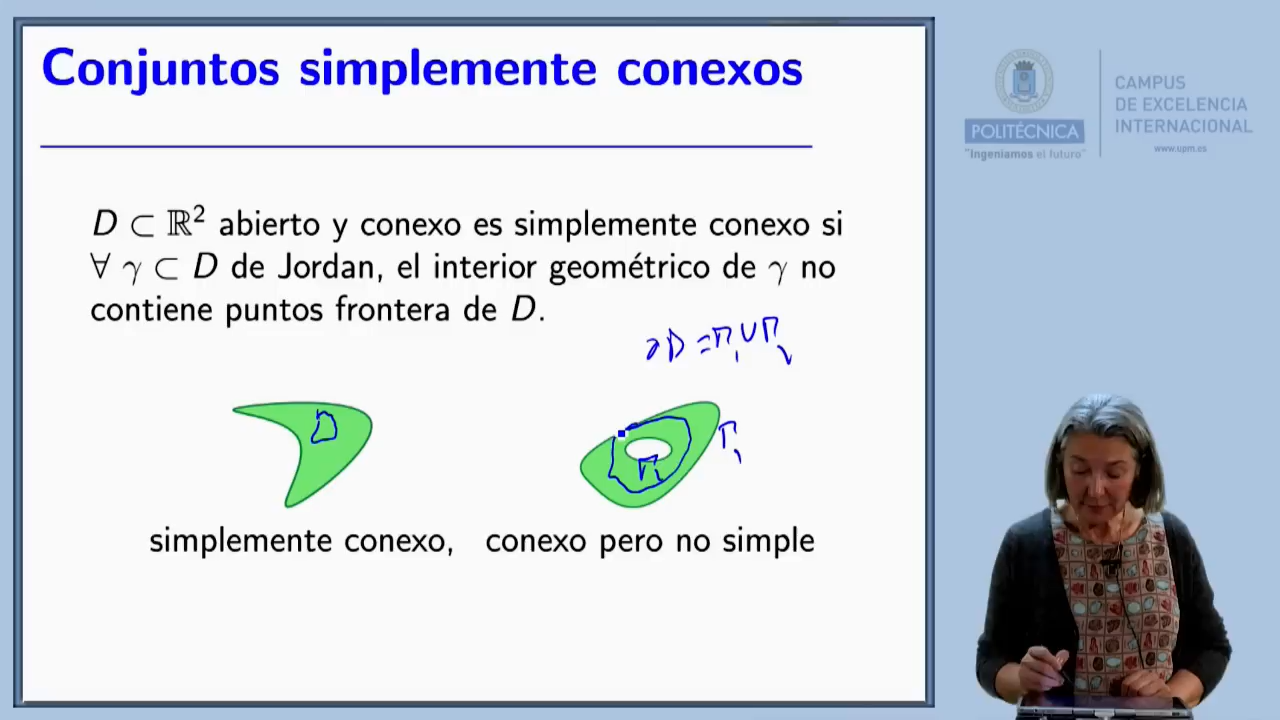 Conjuntos simplemente conexos
D ⊂ ℝ² abierto y conexo es simplemente conexo si
∀ γ ⊂ D de Jordan, el interior geométrico de γ no
contiene puntos frontera de D.
∂D = Γ₁ ∪ Γ₂
D
Γ₂
Γ₁
simplemente conexo, conexo pero no simple
POLITÉCNICA
"Ingeniamos el futuro"
CAMPUS
DE EXCELENCIA
INTERNACIONAL
www.upm.es